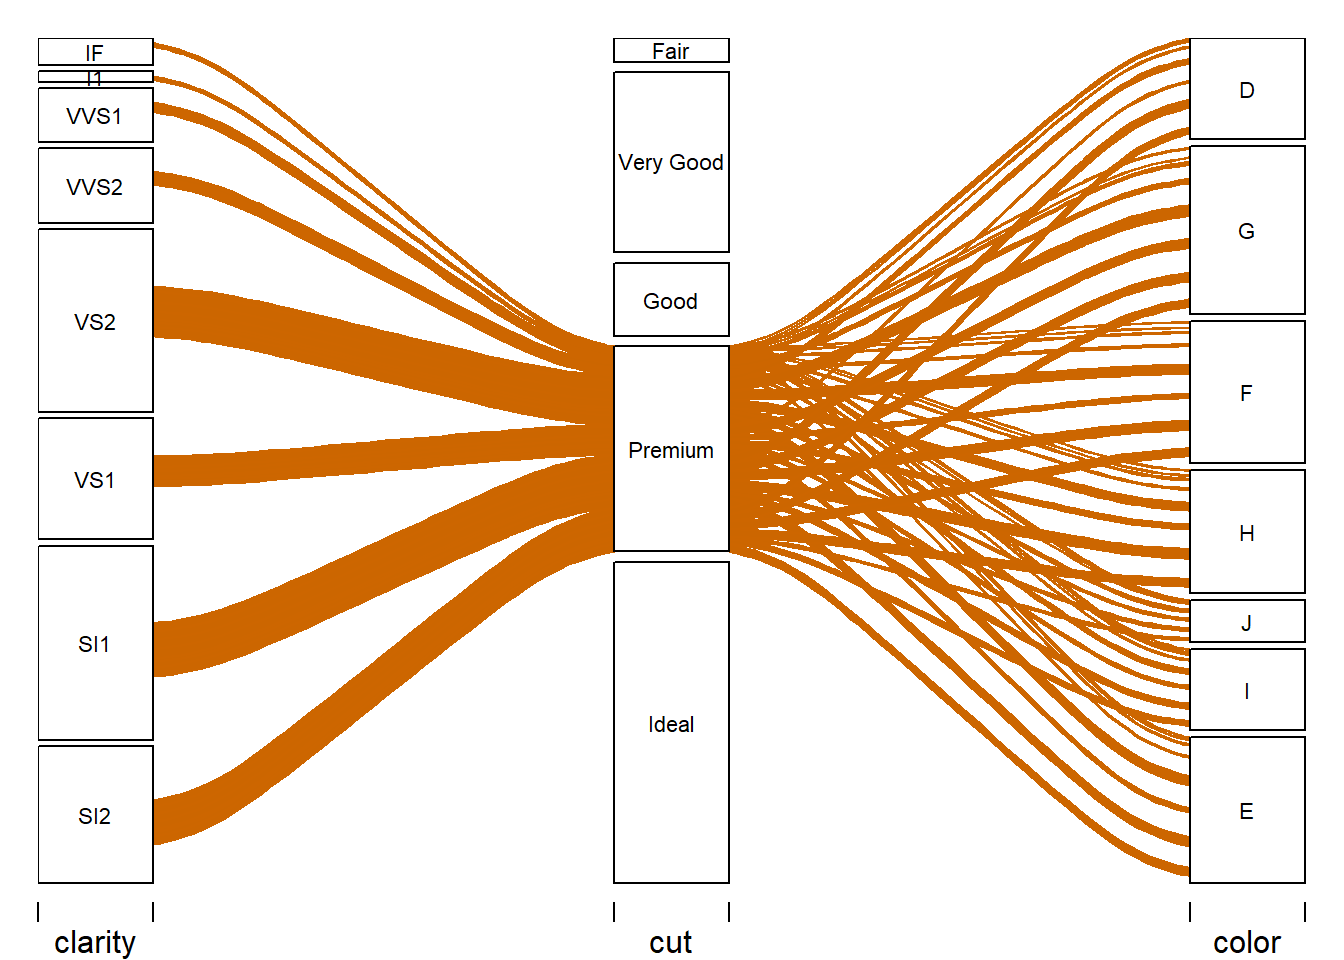 IF
I1
VVS1
VVS2
VS2
VS1
SI1
SI2
Fair
Very Good
Good
Premium
Ideal
D
G
F
H
J
I
E
clarity
cut
color